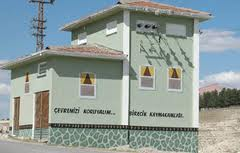 ÇEVREMİZİ KORUYALIM...
BİRECİK KAYMAKAMLIĞI.